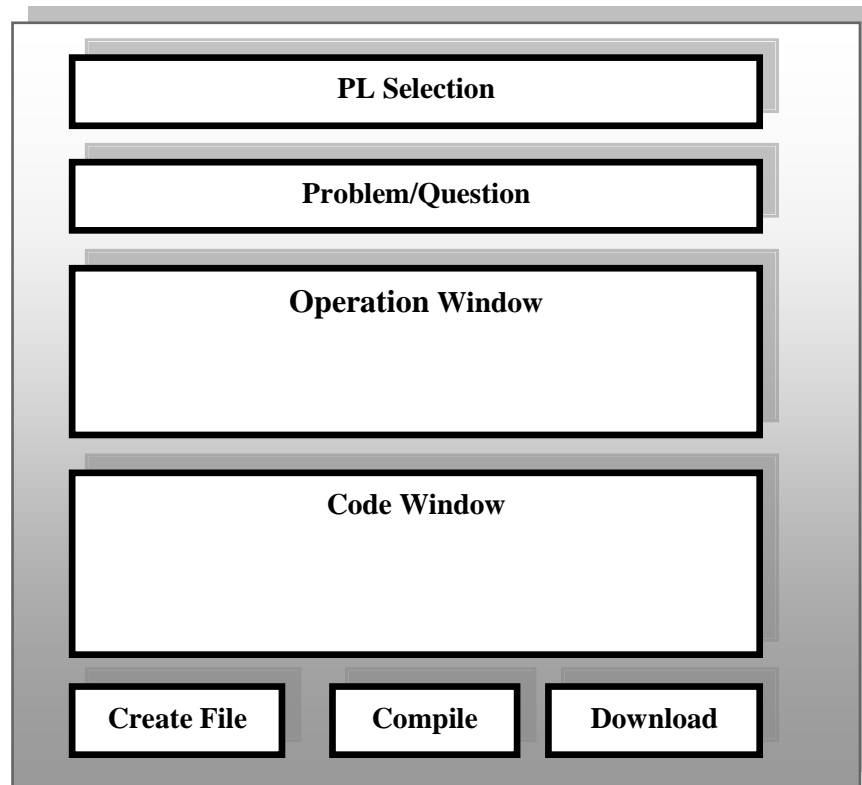 PL Selection
Problem/Question
Operation Window
Code Window
Create File
Compile
Download